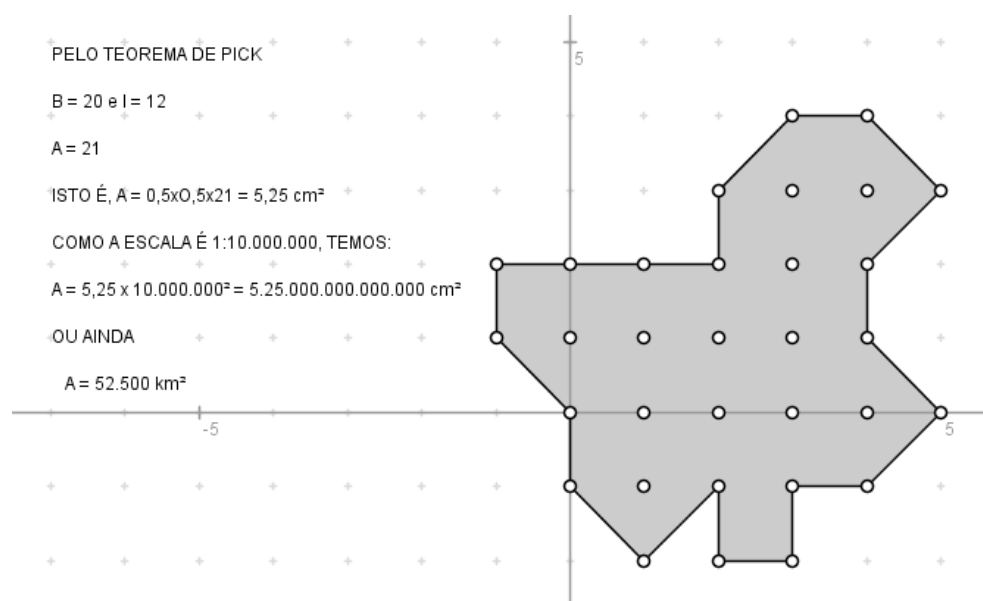 PELO TEOREMA DE PICK
B = 20 e I = 12
A = 21
ISTO É, A = 0,5xO,5x21 = 5,25 cm²
COMO A ESCALA É 1:10.000.000, TEMOS:
A = 5,25 x 10.000.000² = 5.25.000.000.000.000 cm²
OU AINDA
A = 52.500 km²
5
-5
5